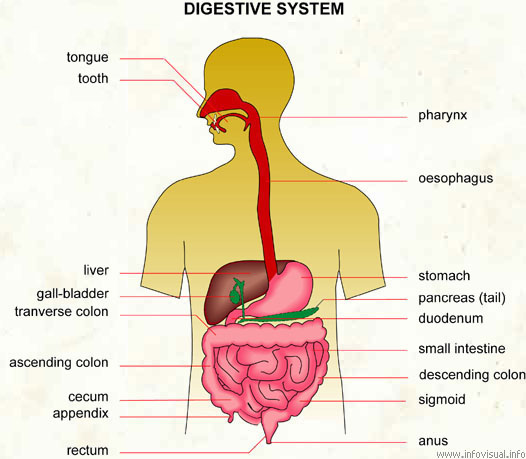 DIGESTIVE SYSTEM
tongue
tooth
pharynx
oesophagus
liver
gall-bladder
tranverse colon
ascending colon
cecum
appendix
rectum
stomach
pancreas (tail)
duodenum
small intestine
descending colon
sigmoid
anus
www.infovisual.info